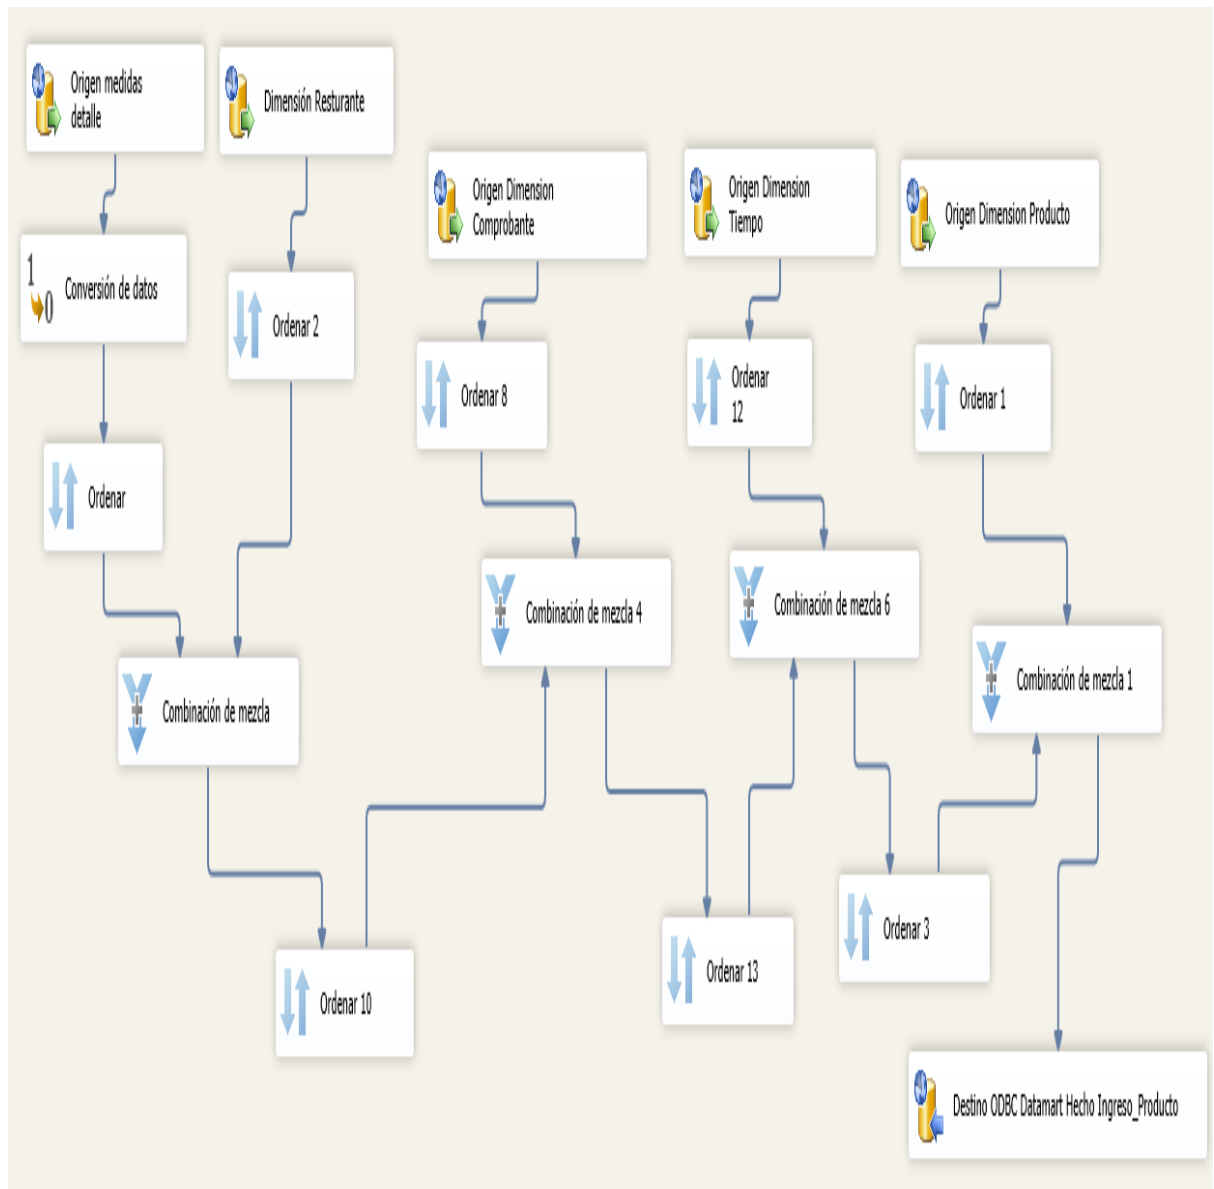 Origen medidas
detalle
Dimensión Resturante
Origen Dimension
Comprobante
Origen Dimension
Tiempo
Origen Dimension Producto
1
0
Conversión de datos
Ordenar 2
Ordenar 8
Ordenar
12
Ordenar 1
Ordenar
Combinación de mezcla
Combinación de mezcla 4
Combinación de mezcla 6
Combinación de mezcla 1
Ordenar 10
Ordenar 13
Ordenar 3
Destino ODBC Datamart Hecho Ingreso_Producto